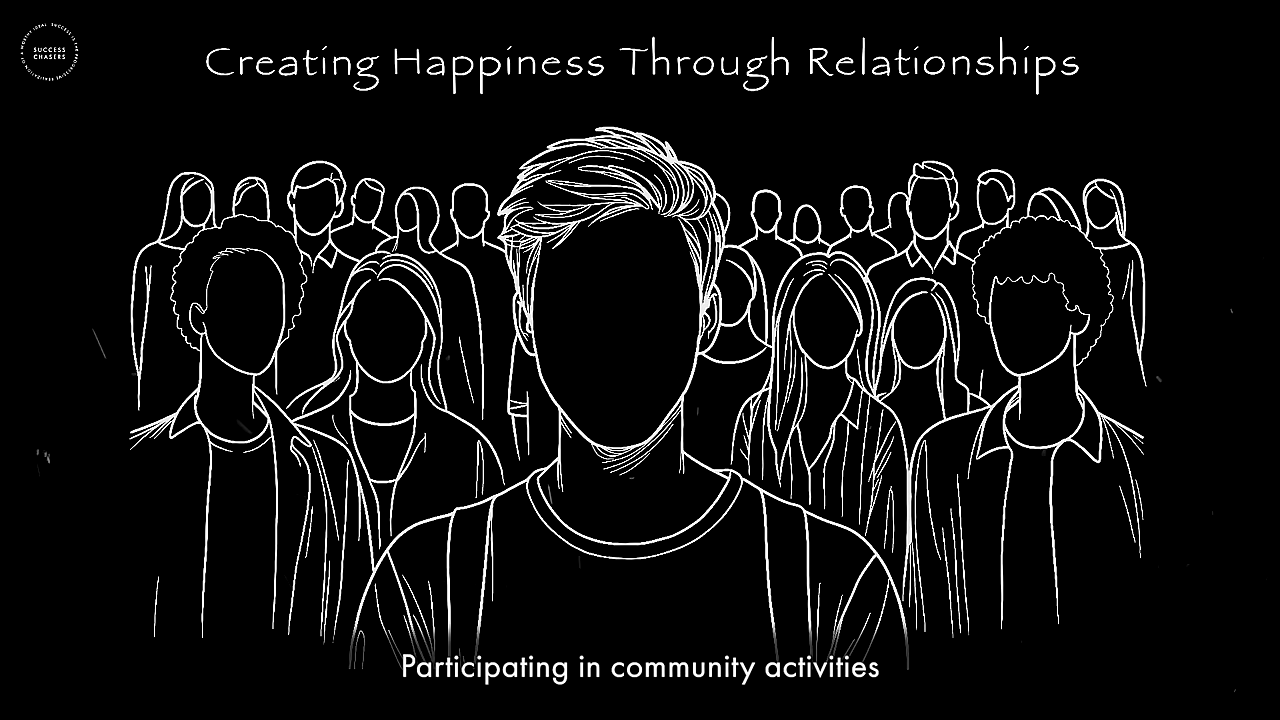 SUCCESS
CHASERS
Creating Happiness Through Relationships
Participating in community activities